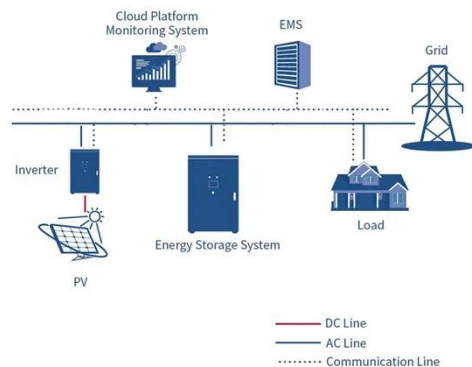 Cloud Platform
Monitoring System
EMS
Grid
Inverter
Energy Storage System
Load
PV
DC Line
AC Line
Communication Line